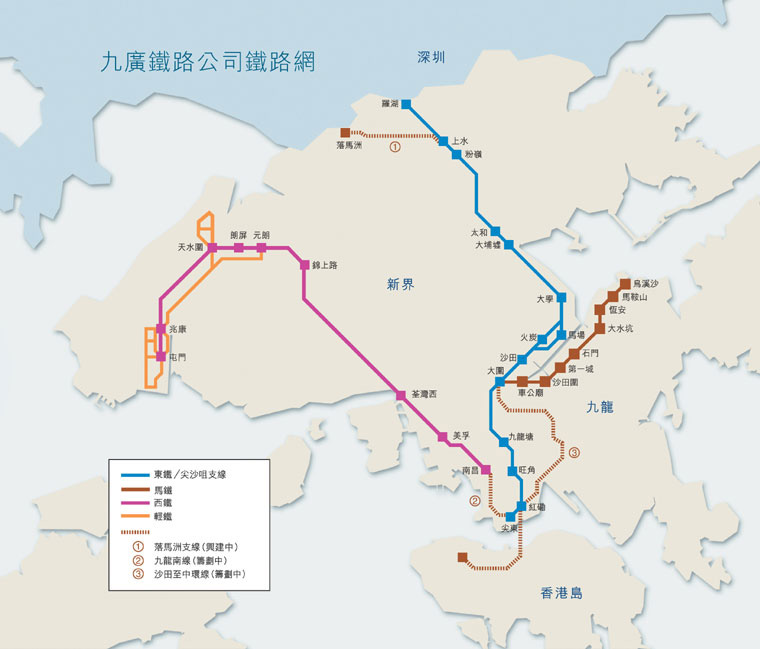 九廣鐵路公司鐵路網
深圳
羅湖
落馬洲
①
上水
粉嶺
太和
大埔墟
天水圍
朗屏
元朗
錦上路
新界
烏溪沙
馬鞍山
恆安
大水坑
大學
馬場
火炭
沙田
石門
第一城
大圍
車公廟
沙田圍
兆康
屯門
荃灣西
九龍
美孚
九龍塘
③
南昌
旺角
②
紅磡
尖東
香港島
東鐵/尖沙咀支線
馬鐵
西鐵
輕鐵
① 落馬洲支線(興建中)
② 九龍南線(籌劃中)
③ 沙田至中環線(籌劃中)